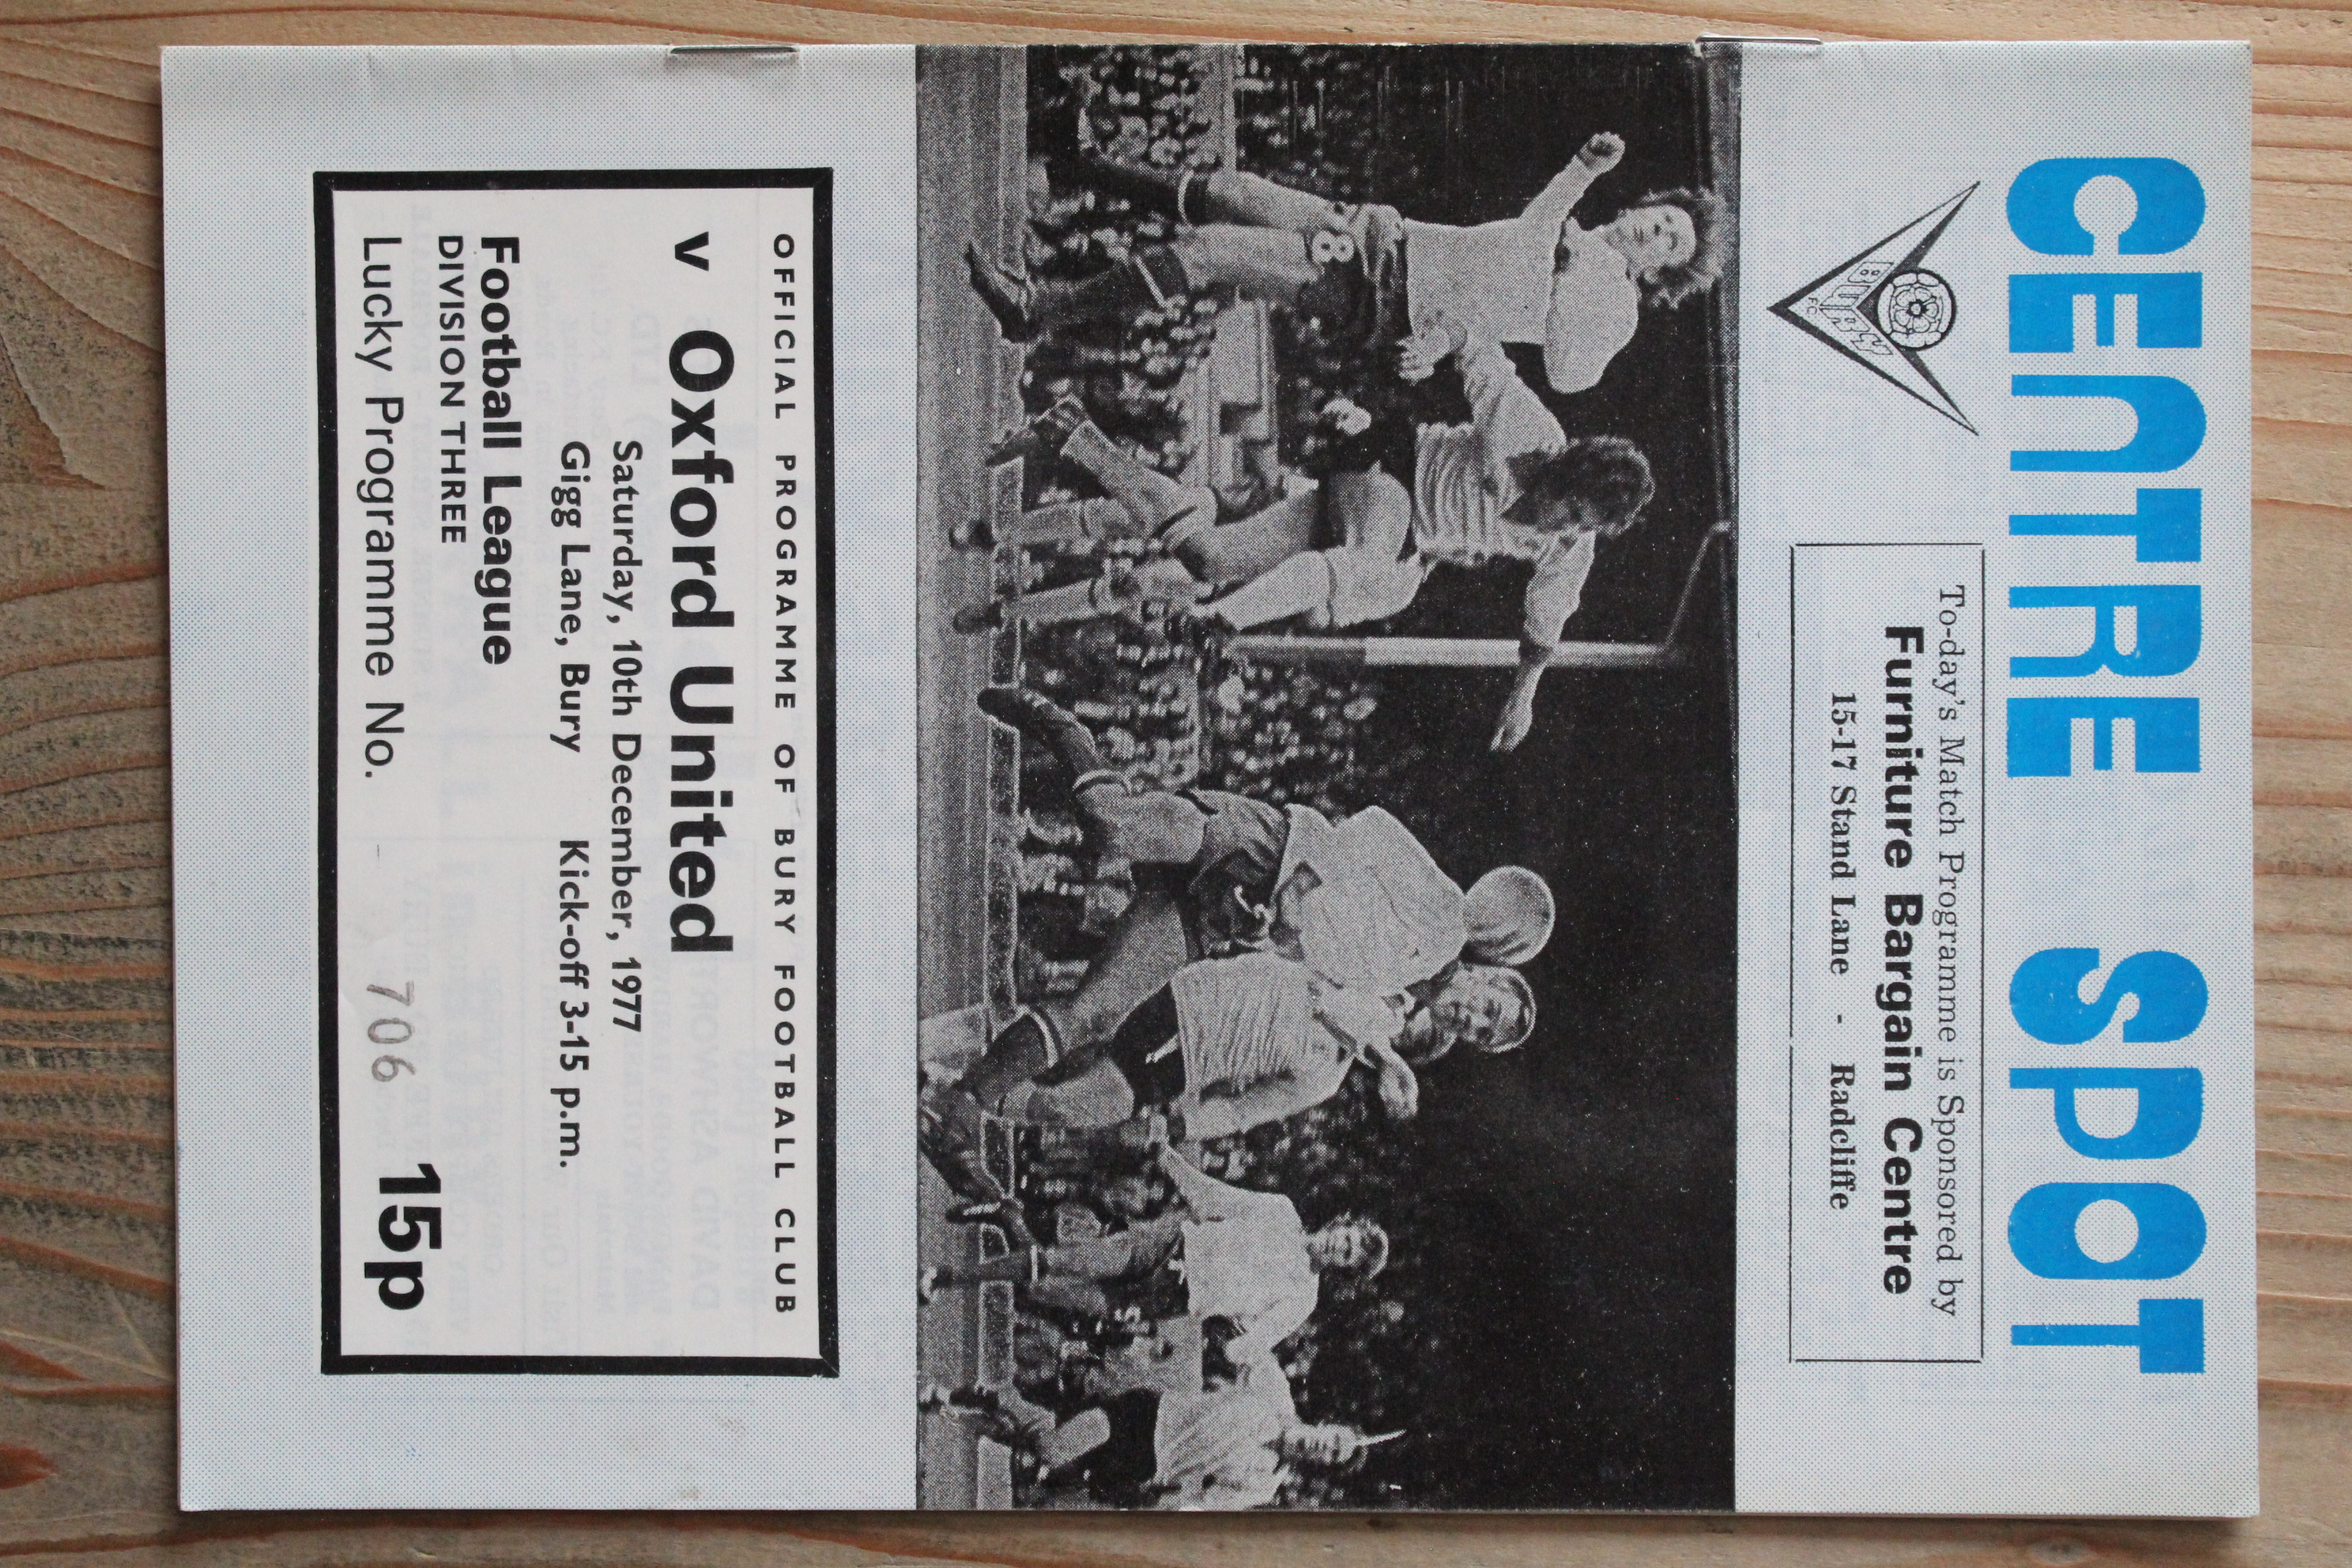 CENTRE SPOT
BURY
F.C.
To-day's Match Programme is Sponsored by
Furniture Bargain Centre
15-17 Stand Lane - Radcliffe
8
OFFICIAL PROGRAMME OF BURY FOOTBALL CLUB
v Oxford United
Saturday, 10th December, 1977
Gigg Lane, Bury Kick-off 3-15 p.m.
Football League
DIVISION THREE
Lucky Programme No. 706 15p